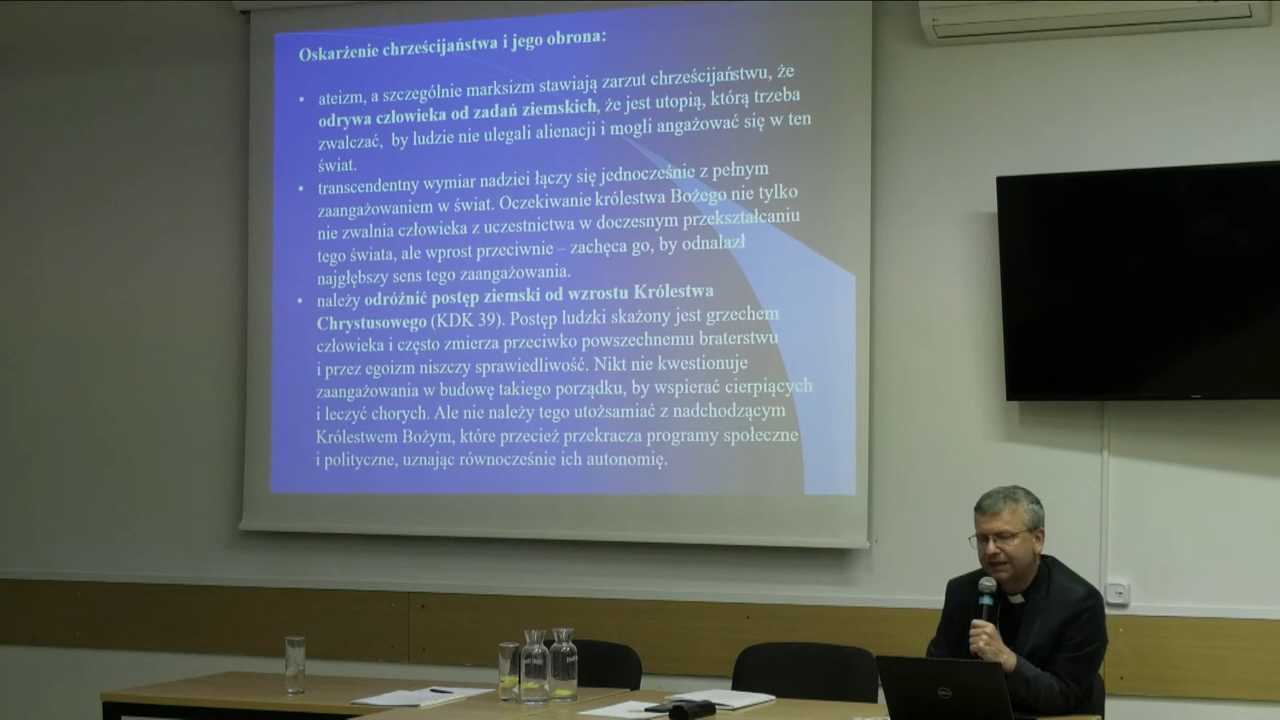 Oskarżenie chrześcijaństwa i jego obrona:
• ateizm, a szczególnie marksizm stawiają zarzut chrześcijaństwu, że
odrywa człowieka od zadań ziemskich, że jest utopią, którą trzeba
zwalczać, by ludzie nie ulegali alienacji i mogli angażować się w ten
świat.
• transcendentny wymiar nadziei łączy się jednocześnie z pełnym
zaangażowaniem w świat. Oczekiwanie królestwa Bożego nie tylko
nie zwalnia człowieka z uczestnictwa w doczesnym przekształcaniu
tego świata, ale wprost przeciwnie – zachęca go, by odnalazł
najgłębszy sens tego zaangażowania.
• należy odróżnić postęp ziemski od wzrostu Królestwa
Chrystusowego (KDK 39). Postęp ludzki skażony jest grzechem
człowieka i często zmierza przeciwko powszechnemu braterstwu
i przez egoizm niszczy sprawiedliwość. Nikt nie kwestionuje
zaangażowania w budowę takiego porządku, by wspierać cierpiących
i leczyć chorych. Ale nie należy tego utożsamiać z nadchodzącym
Królestwem Bożym, które przecież przekracza programy społeczne
i polityczne, uznając równocześnie ich autonomię.
DELL